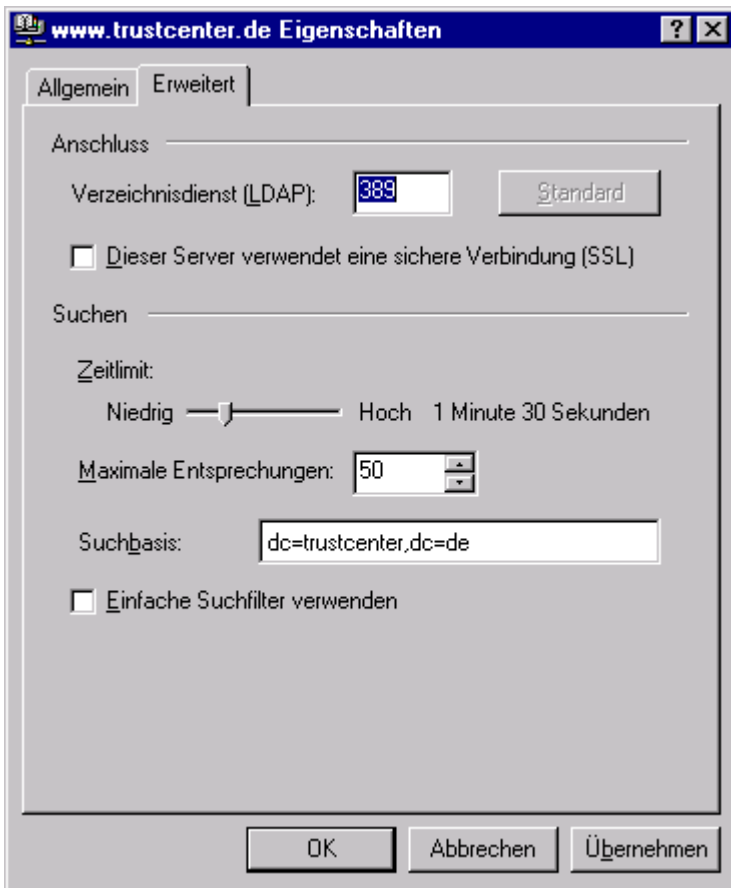 www.trustcenter.de Eigenschaften
Allgemein Erweitert
Anschluss
Verzeichnisdienst (LDAP): 389 Standard
Dieser Server verwendet eine sichere Verbindung (SSL)
Suchen
Zeitlimit:
Niedrig Hoch 1 Minute 30 Sekunden
Maximale Entsprechungen: 50
Suchbasis: dc=trustcenter,dc=de
Einfache Suchfilter verwenden
OK Abbrechen Übernehmen